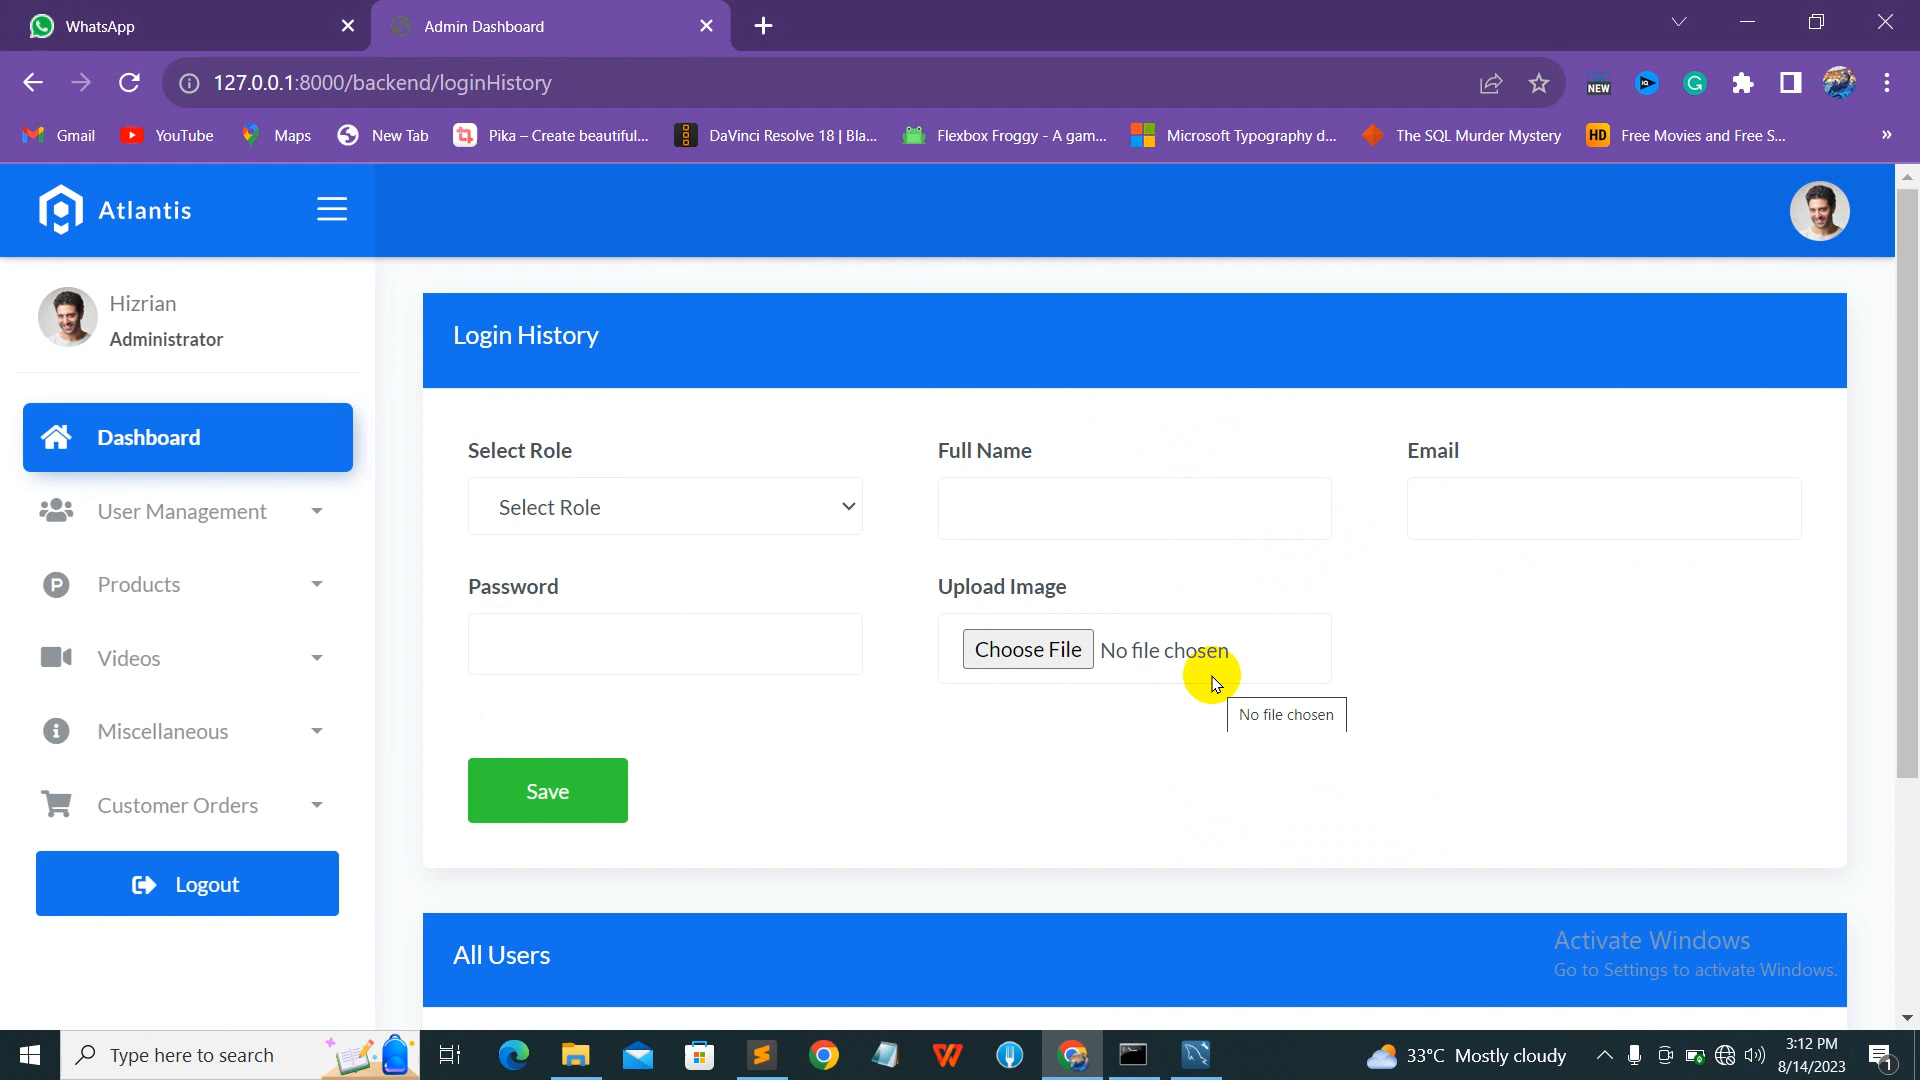 WhatsApp
Admin Dashboard
127.0.0.1:8000/backend/loginHistory
NEW
Gmail
YouTube
Maps
New Tab
Pika – Create beautiful...
DaVinci Resolve 18 | Bla...
Flexbox Froggy - A gam...
Microsoft Typography d...
The SQL Murder Mystery
HD
Free Movies and Free S...
»
Atlantis
Hizrian
Administrator
Dashboard
User Management
Products
Videos
Miscellaneous
Customer Orders
Logout
Login History
Select Role
Full Name
Email
Select Role
Password
Upload Image
Choose File No file chosen
No file chosen
Save
All Users
Activate Windows
Go to Settings to activate Windows.
Type here to search
33°C Mostly cloudy
3:12 PM
8/14/2023
1